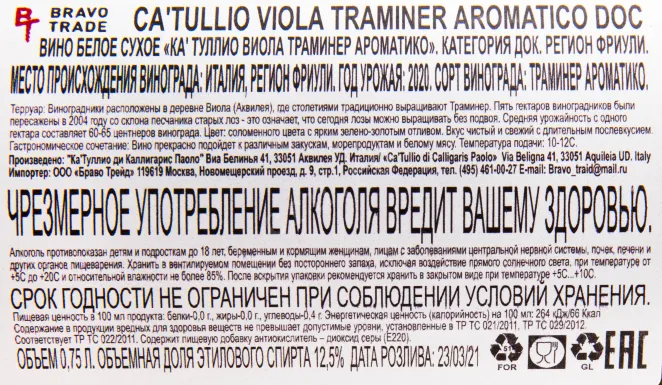 BRAVO TRADE CA'TULLIO VIOLA TRAMINER AROMATICO DOC
ВИНО БЕЛОЕ СУХОЕ «КА' ТУЛЛИО ВИОЛА ТРАМИНЕР АРОМАТИКО». КАТЕГОРИЯ ДОК. РЕГИОН ФРИУЛИ.
МЕСТО ПРОИСХОЖДЕНИЯ ВИНОГРАДА: ИТАЛИЯ, РЕГИОН ФРИУЛИ. ГОД УРОЖАЯ: 2020. СОРТ ВИНОГРАДА: ТРАМИНЕР АРОМАТИКО.
Терруар: Виноградники расположены в деревне Виола (Аквилея), где столетиями традиционно выращивают Траминер. Пять гектаров виноградников были
пересажены в 2004 году со склона песчаника старых лоз - это означает, что сегодня лозы можно выращивать без подвоя. Средняя урожайность с одного
гектара составляет 60-65 центнеров винограда. Цвет: соломенного цвета с ярким зелено-золотым отливом. Вкус чистый и свежий с длительным послевкусием.
Гастрономическое сочетание: Вино прекрасно подойдет к различным закускам, морепродуктам и белому мясу. Температура подачи: 10-12С.
Произведено: "Ка'Туллио ди Каллигарис Паоло" Виа Белинья 41, 33051 Аквилея УД. Италия/ «Ca'Tullio di Calligaris Paolo» Via Beligna 41, 33051 Aquileia UD. Italy
Импортер: ООО «Браво Трейд» 119619 Москва, Новомещерский проезд, д. 9, стр.1, Российская Федерация, тел. (495) 461-00-27 E-mail: Bravo_traid@mail.ru
ЧРЕЗМЕРНОЕ УПОТРЕБЛЕНИЕ АЛКОГОЛЯ ВРЕДИТ ВАШЕМУ ЗДОРОВЬЮ.
Алкоголь противопоказан детям и подросткам до 18 лет, беременным и кормящим женщинам, лицам с заболеваниями центральной нервной системы, почек, печени и
других органов пищеварения. Хранить в вентилируемом помещении без постороннего запаха, исключая воздействие прямого солнечного света, при температуре от
+5С до +20С и относительной влажности не более 85%. После вскрытия упаковки рекомендуется хранить в закрытом виде при температуре +5С...+10С.
СРОК ГОДНОСТИ НЕ ОГРАНИЧЕН ПРИ СОБЛЮДЕНИИ УСЛОВИЙ ХРАНЕНИЯ.
Пищевая ценность в 100 мл продукта: белки-0,0 г., жиры-0,0 г., углеводы-0,4 г. Энергетическая ценность (калорийность) на 100 мл: 264 кДж/66 Ккал
Содержание в продукции вредных для здоровья веществ не превышает допустимые уровни, установленные в ТР ТС 021/2011, ТР ТС 029/2012.
Соответствует ТР ТС 022/2011. Содержит пищевую добавку антиокислитель – диоксид серы (Е220).
ОБЪЕМ 0,75 Л. ОБЪЕМНАЯ ДОЛЯ ЭТИЛОВОГО СПИРТА 12,5% ДАТА РОЗЛИВА: 23/03/21 51 FOR GL EAC